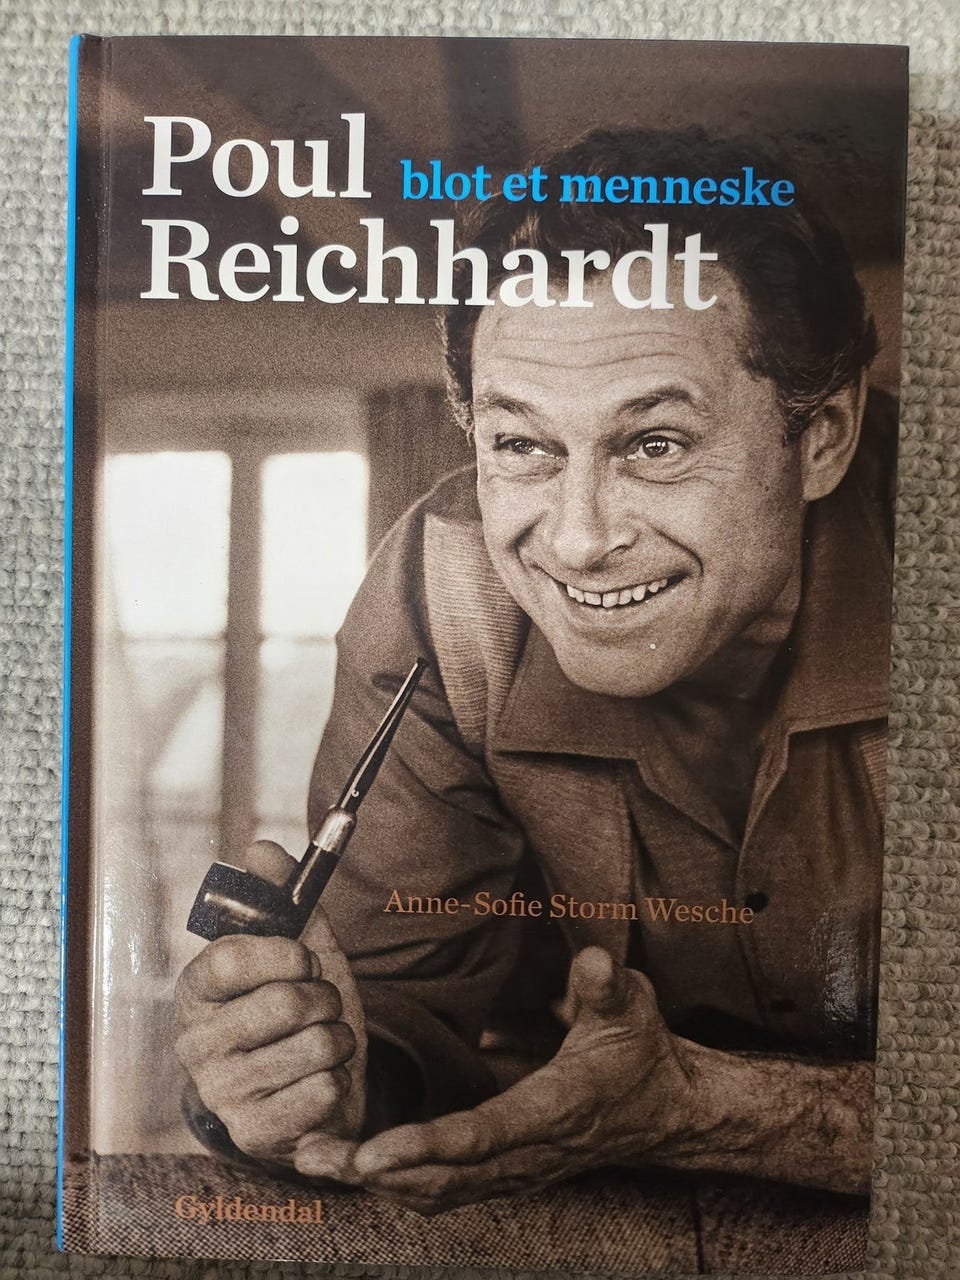 Poul
blot et menneske
Reichhardt
Anne-Sofie Storm Wesche
Gyldendal